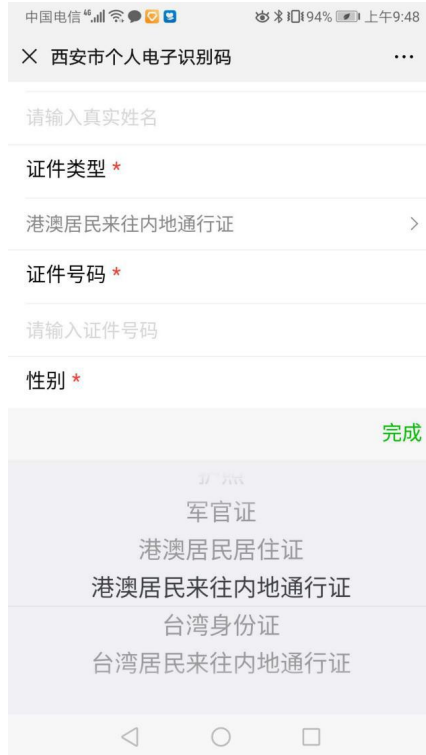 中国电信 46 94% 上午9:48
西安市个人电子识别码
请输入真实姓名
证件类型 *
港澳居民来往内地通行证
证件号码 *
请输入证件号码
性别 *
完成
护照
军官证
港澳居民居住证
港澳居民来往内地通行证
台湾身份证
台湾居民来往内地通行证